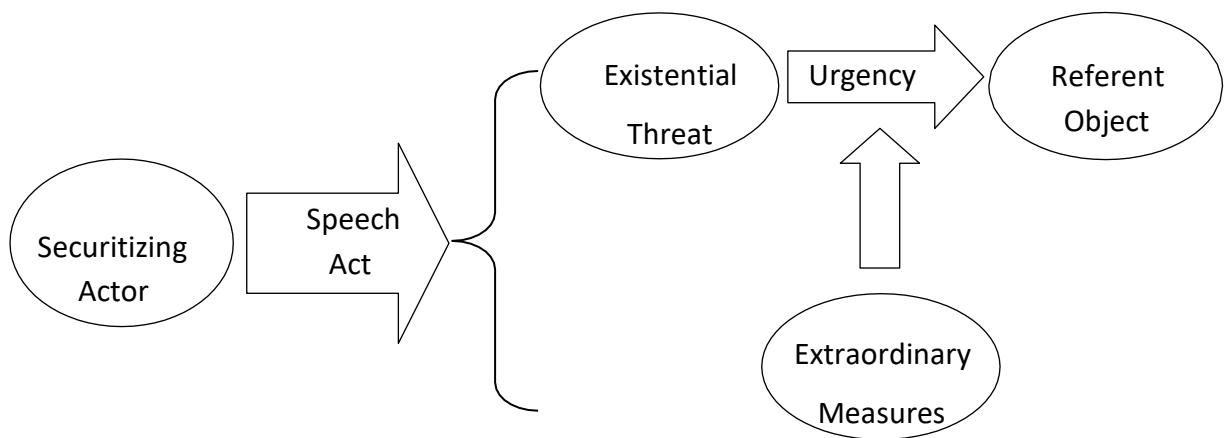 Securitizing
Actor
Speech
Act
Existential
Threat
Urgency
Referent
Object
Extraordinary
Measures